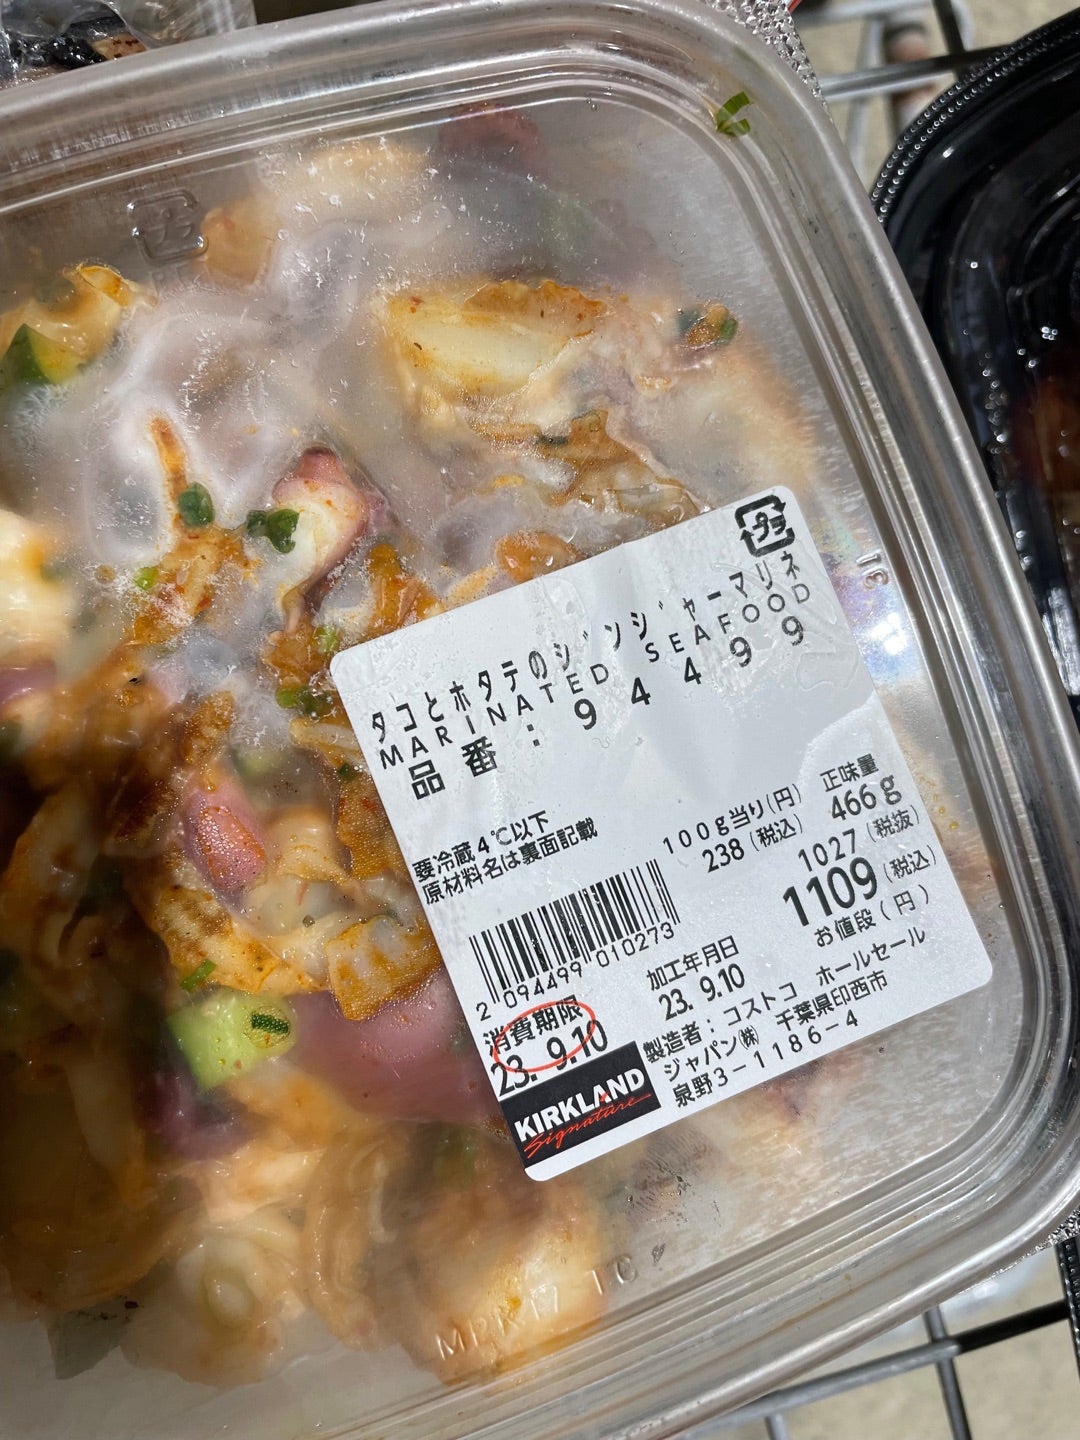 プラ
タコとホタテのジンジャーマリネ
MARINATED SEAFOOD
品番:94499
要冷蔵4℃以下
原材料名は裏面記載
100g当り(円)
238(税込)
正味量
466g
1027(税抜)
1109(税込)
お値段(円)
2 094499 010273
消費期限
23. 9.10
加工年月日
23. 9.10
製造者:コストコ ホールセール
ジャパン㈱ 千葉県印西市
泉野3-1186-4
KIRKLAND
Signature